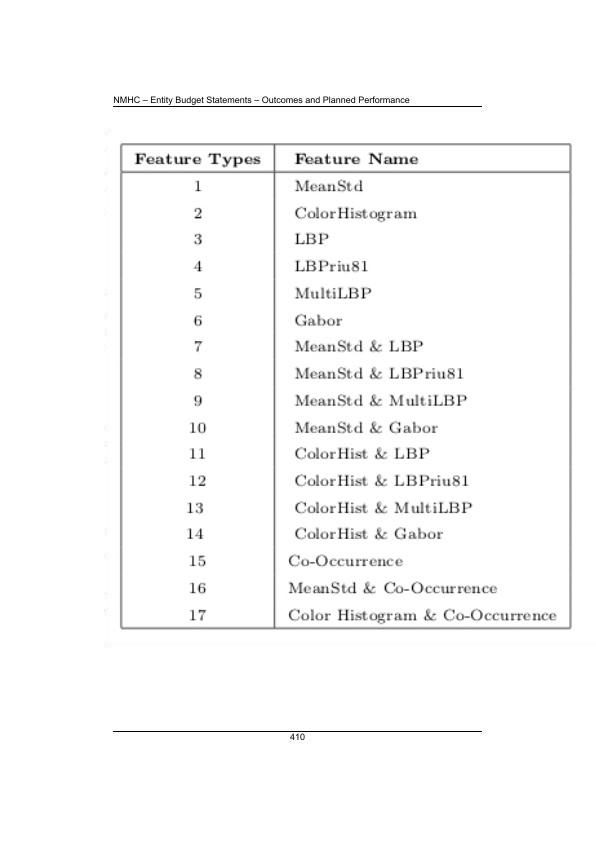 NMHC – Entity Budget Statements – Outcomes and Planned Performance
Feature Types Feature Name
1 MeanStd
2 ColorHistogram
3 LBP
4 LBPriu81
5 MultiLBP
6 Gabor
7 MeanStd & LBP
8 MeanStd & LBPriu81
9 MeanStd & MultiLBP
10 MeanStd & Gabor
11 ColorHist & LBP
12 ColorHist & LBPriu81
13 ColorHist & MultiLBP
14 ColorHist & Gabor
15 Co-Occurrence
16 MeanStd & Co-Occurrence
17 Color Histogram & Co-Occurrence
410